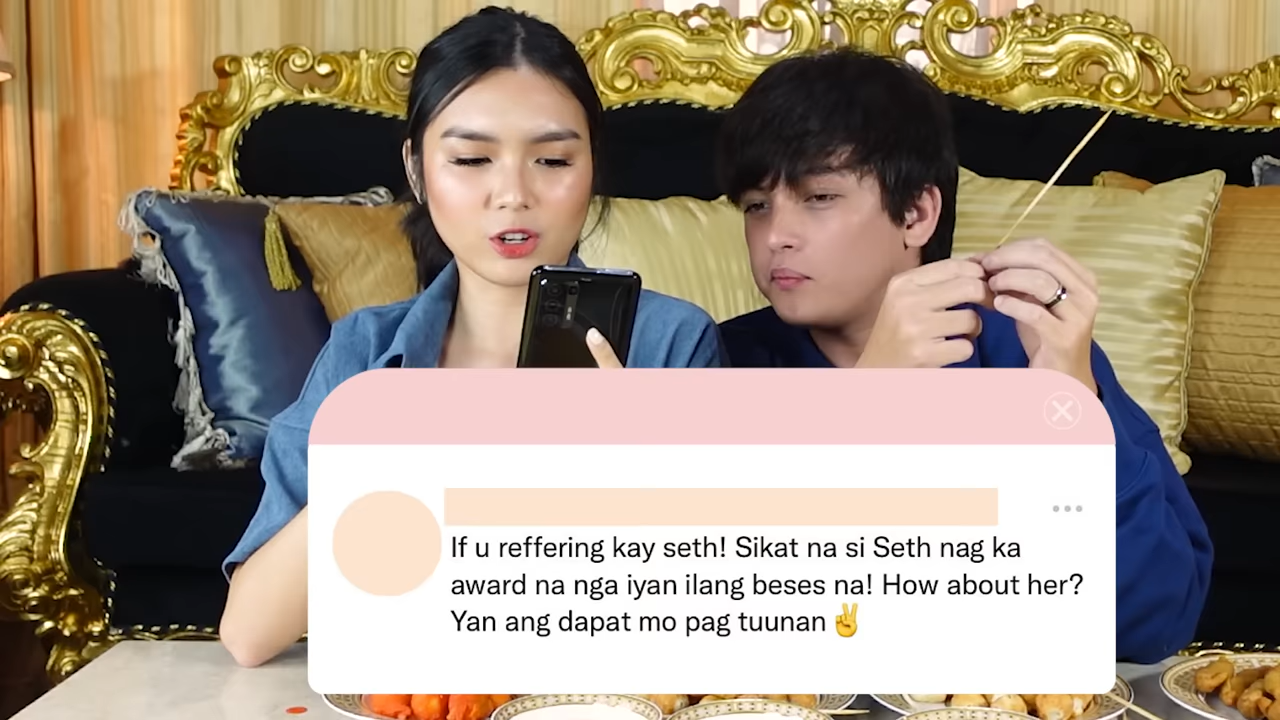 If u reffering kay seth! Sikat na si Seth nag ka
award na nga iyan ilang beses na! How about her?
Yan ang dapat mo pag tuunan ✌️